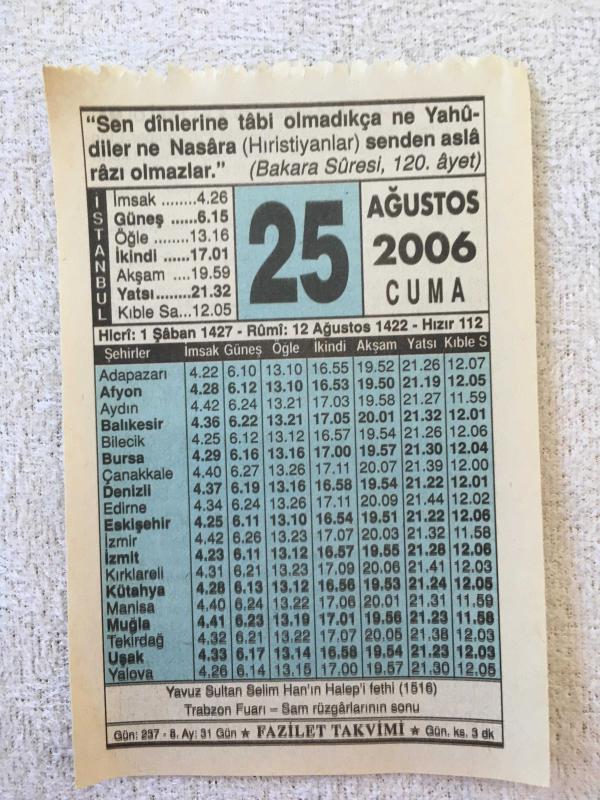 “Sen dînlerine tâbi olmadıkça ne Yahû-
diler ne Nasâra (Hıristiyanlar) senden aslâ
râzı olmazlar.” (Bakara Sûresi, 120. âyet)
İSTANBUL
İmsak ........4.26
Güneş ......6.15
Öğle ........13.16
İkindi ......17.01
Akşam ....19.59
Yatsı........21.32
Kıble Sa...12.05
25
AĞUSTOS
2006
CUMA
Hicrî: 1 Şâban 1427 - Rûmî: 12 Ağustos 1422 - Hızır 112
Şehirler İmsak Güneş Öğle İkindi Akşam Yatsı Kıble S
Adapazarı 4.22 6.10 13.10 16.55 19.52 21.26 12.07
Afyon 4.28 6.12 13.10 16.53 19.50 21.19 12.05
Aydın 4.42 6.24 13.21 17.03 19.58 21.27 11.59
Balıkesir 4.36 6.22 13.21 17.05 20.01 21.32 12.01
Bilecik 4.25 6.12 13.12 16.57 19.54 21.26 12.06
Bursa 4.29 6.16 13.16 17.00 19.57 21.30 12.04
Çanakkale 4.40 6.27 13.26 17.11 20.07 21.39 12.00
Denizli 4.37 6.19 13.16 16.58 19.54 21.22 12.01
Edirne 4.34 6.24 13.26 17.11 20.09 21.44 12.02
Eskişehir 4.25 6.11 13.10 16.54 19.51 21.22 12.06
İzmir 4.42 6.26 13.23 17.07 20.03 21.32 11.58
İzmit 4.23 6.11 13.12 16.57 19.55 21.28 12.06
Kırklareli 4.31 6.21 13.23 17.09 20.06 21.41 12.03
Kütahya 4.28 6.13 13.12 16.56 19.53 21.24 12.05
Manisa 4.40 6.24 13.22 17.06 20.01 21.31 11.59
Muğla 4.41 6.23 13.19 17.01 19.56 21.23 11.58
Tekirdağ 4.32 6.21 13.22 17.07 20.05 21.38 12.03
Uşak 4.33 6.17 13.14 16.58 19.54 21.23 12.03
Yalova 4.26 6.14 13.15 17.00 19.57 21.30 12.05
Yavuz Sultan Selim Han'ın Halep'i fethi (1516)
Trabzon Fuarı = Sam rüzgârlarının sonu
Gün: 237 - 8. Ay: 31 Gün ★ FAZİLET TAKVİMİ ★ Gün. ks. 3 dk